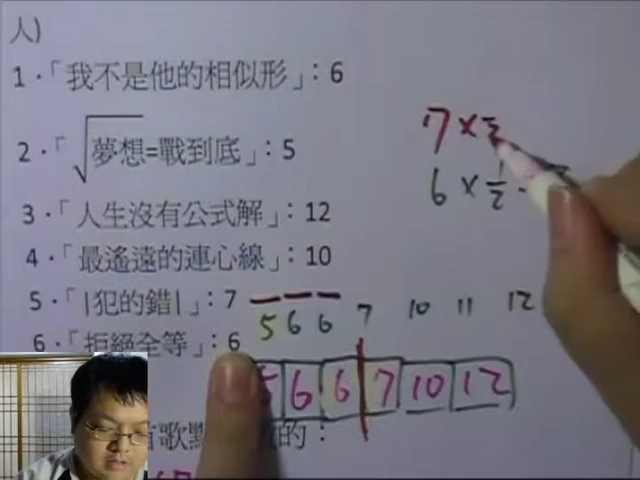 人)
1.「我不是他的相似形」：6
2.「√夢想=戰到底」：5
3.「人生沒有公式解」：12
4.「最遙遠的連心線」：10
5.「|犯的錯|」：7
6.「拒絕全等」：6
7 ×
6 × 1/2
5 6 6 7 10 11 12
5 6 6 7 10 12